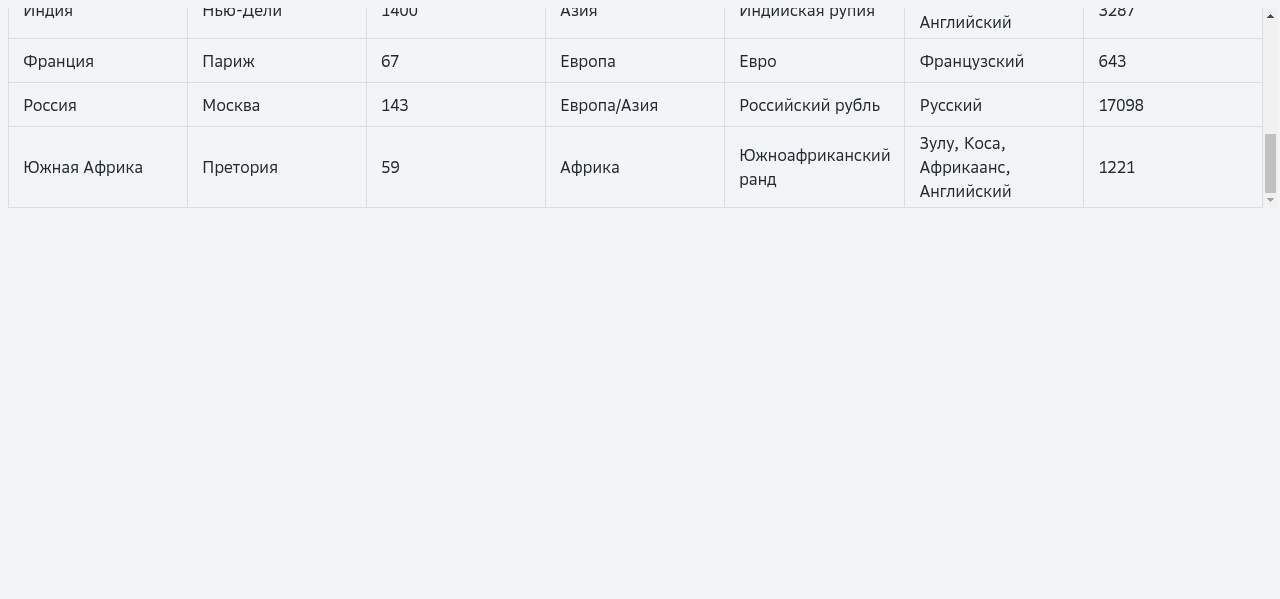 Индия Нью-Дели 1400 Азия Индийская рупия 3287
Английский
Франция Париж 67 Европа Евро Французский 643
Россия Москва 143 Европа/Азия Российский рубль Русский 17098
Южная Африка Претория 59 Африка Южноафриканский ранд Зулу, Коса, Африкаанс, Английский 1221